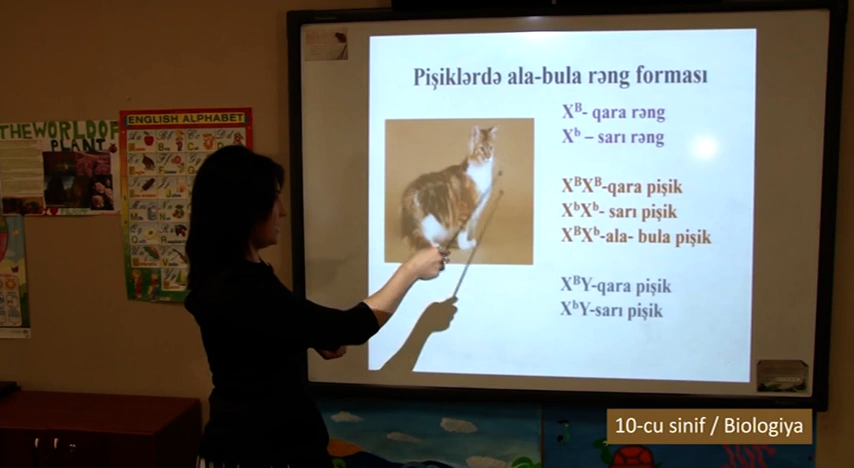 Pişiklərdə ala-bula rəng forması
Xᴮ- qara rəng
Xᵇ – sarı rəng
XᴮXᴮ-qara pişik
XᵇXᵇ- sarı pişik
XᴮXᵇ-ala- bula pişik
XᴮY-qara pişik
XᵇY-sarı pişik
THE WORLD OF
PLANT
ENGLISH ALPHABET
10-cu sinif / Biologiya